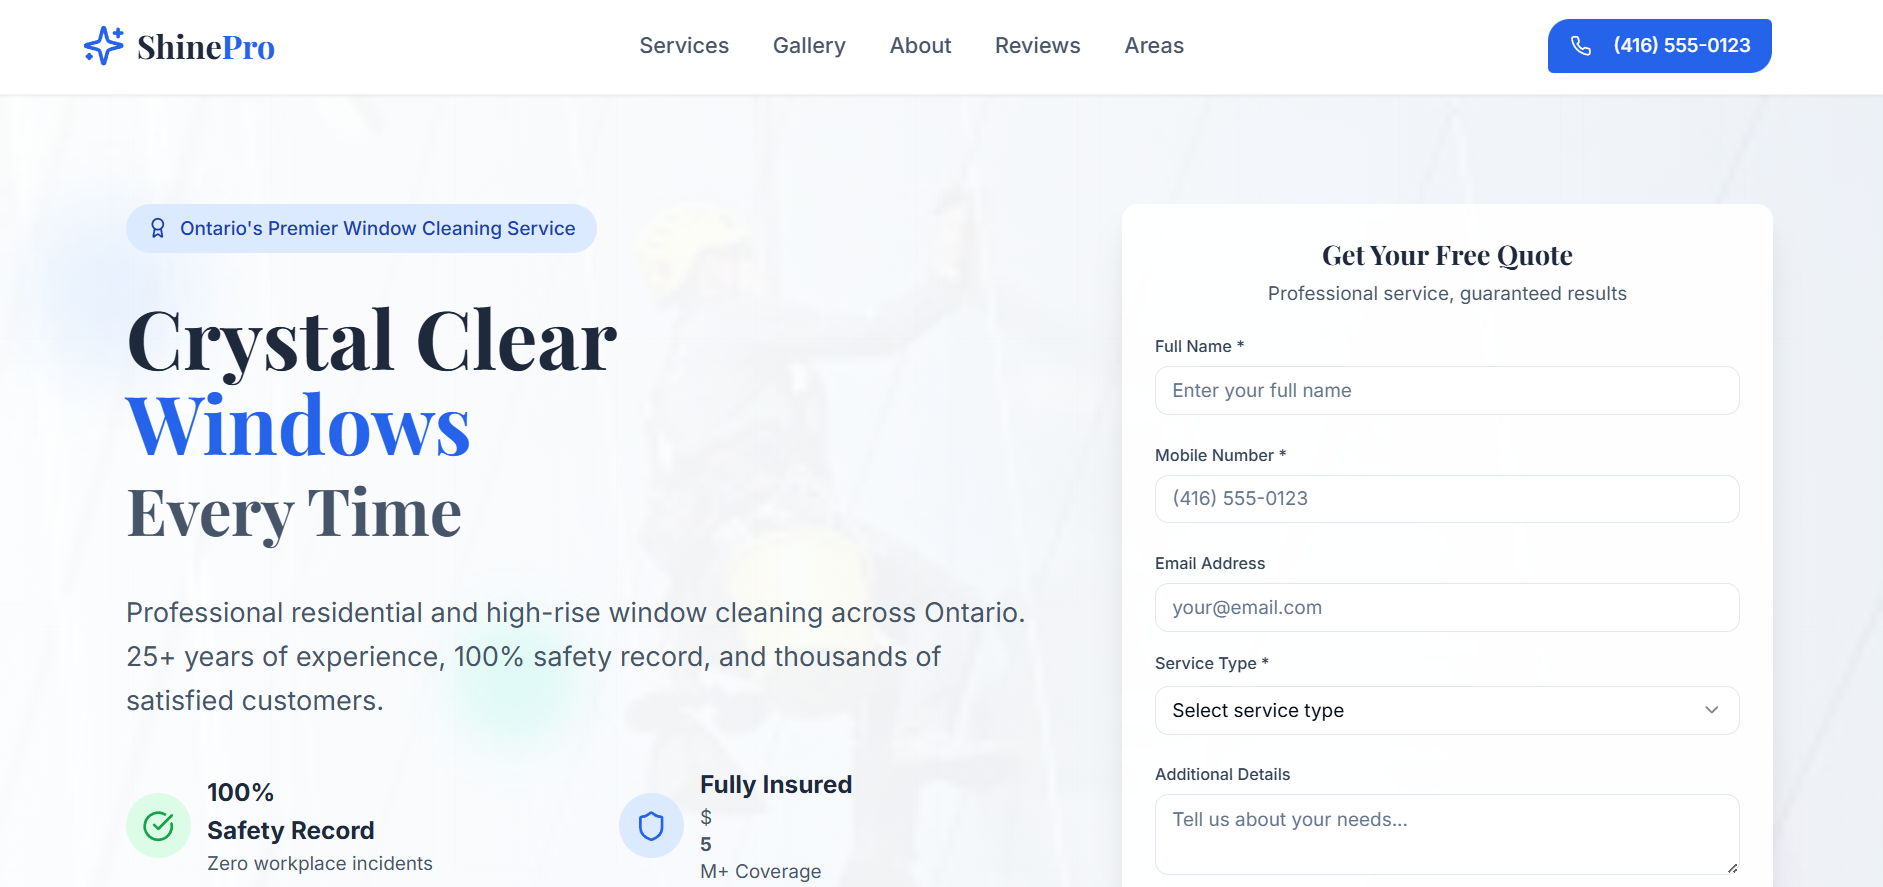 ShinePro
Services
Gallery
About
Reviews
Areas
(416) 555-0123
Ontario's Premier Window Cleaning Service
Crystal Clear
Windows
Every Time
Professional residential and high-rise window cleaning across Ontario.
25+ years of experience, 100% safety record, and thousands of
satisfied customers.
100%
Safety Record
Zero workplace incidents
Fully Insured
$
5
M+ Coverage
Get Your Free Quote
Professional service, guaranteed results
Full Name *
Enter your full name
Mobile Number *
(416) 555-0123
Email Address
your@email.com
Service Type *
Select service type
Additional Details
Tell us about your needs...